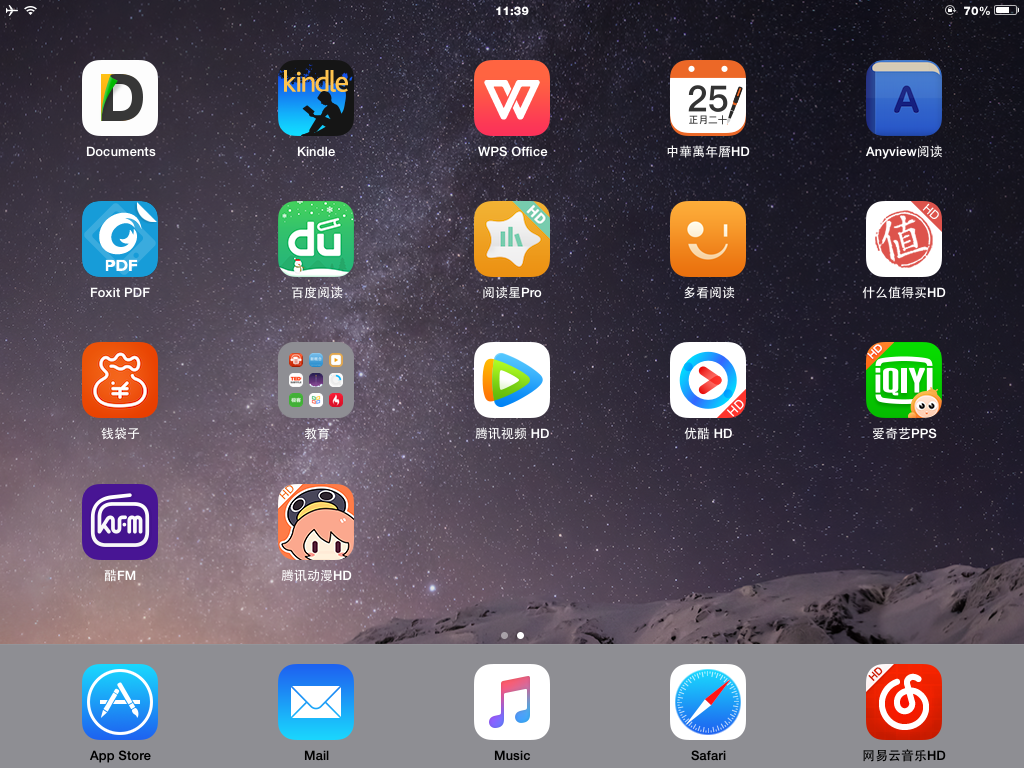 11:39
70%
kindle
25
正月二十
A
Documents
Kindle
WPS Office
中華萬年曆HD
Anyview阅读
PDF
du
HD
值
HD
Foxit PDF
百度阅读
阅读星Pro
多看阅读
什么值得买HD
HD
HD
iQIYI
钱袋子
教育
腾讯视频 HD
优酷 HD
爱奇艺PPS
KU·FM
HD
酷FM
腾讯动漫HD
HD
App Store
Mail
Music
Safari
网易云音乐HD